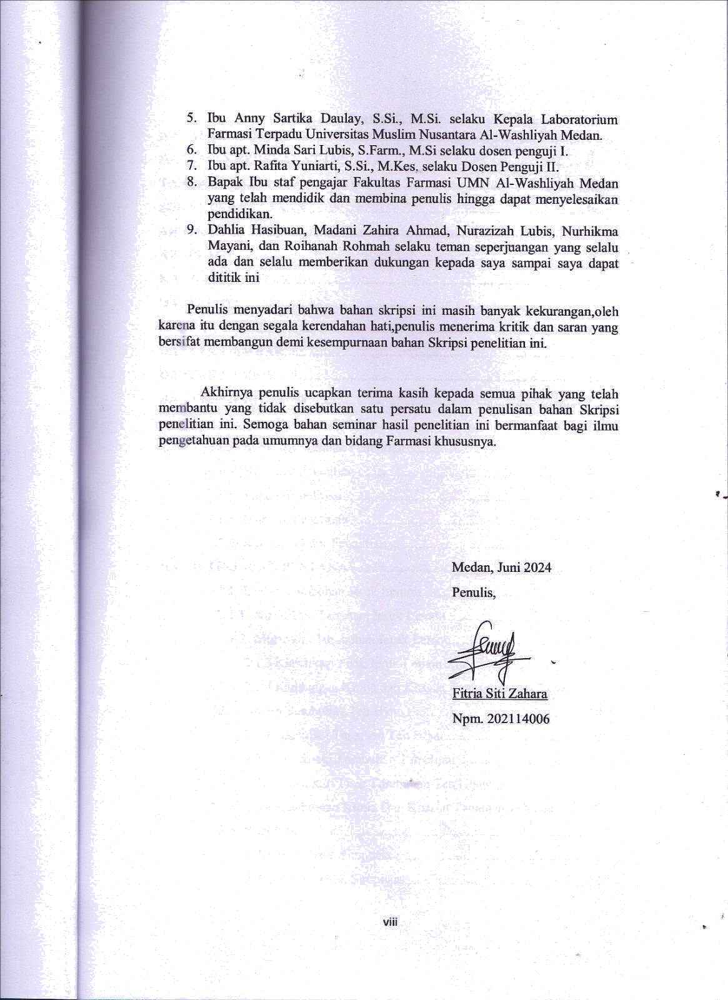 5. Ibu Anny Sartika Daulay, S.Si., M.Si. selaku Kepala Laboratorium
Farmasi Terpadu Universitas Muslim Nusantara Al-Washliyah Medan.
6. Ibu apt. Minda Sari Lubis, S.Farm., M.Si selaku dosen penguji I.
7. Ibu apt. Rafita Yuniarti, S.Si., M.Kes. selaku Dosen Penguji II.
8. Bapak Ibu staf pengajar Fakultas Farmasi UMN Al-Washliyah Medan
yang telah mendidik dan membina penulis hingga dapat menyelesaikan
pendidikan.
9. Dahlia Hasibuan, Madani Zahira Ahmad, Nurazizah Lubis, Nurhikma
Mayani, dan Roihanah Rohmah selaku teman seperjuangan yang selalu
ada dan selalu memberikan dukungan kepada saya sampai saya dapat
dititik ini
Penulis menyadari bahwa bahan skripsi ini masih banyak kekurangan,oleh
karena itu dengan segala kerendahan hati,penulis menerima kritik dan saran yang
bersifat membangun demi kesempurnaan bahan Skripsi penelitian ini.
Akhirnya penulis ucapkan terima kasih kepada semua pihak yang telah
membantu yang tidak disebutkan satu persatu dalam penulisan bahan Skripsi
penelitian ini. Semoga bahan seminar hasil penelitian ini bermanfaat bagi ilmu
pengetahuan pada umumnya dan bidang Farmasi khususnya.
Medan, Juni 2024
Penulis,
Fitria Siti Zahara
Npm. 202114006
viii